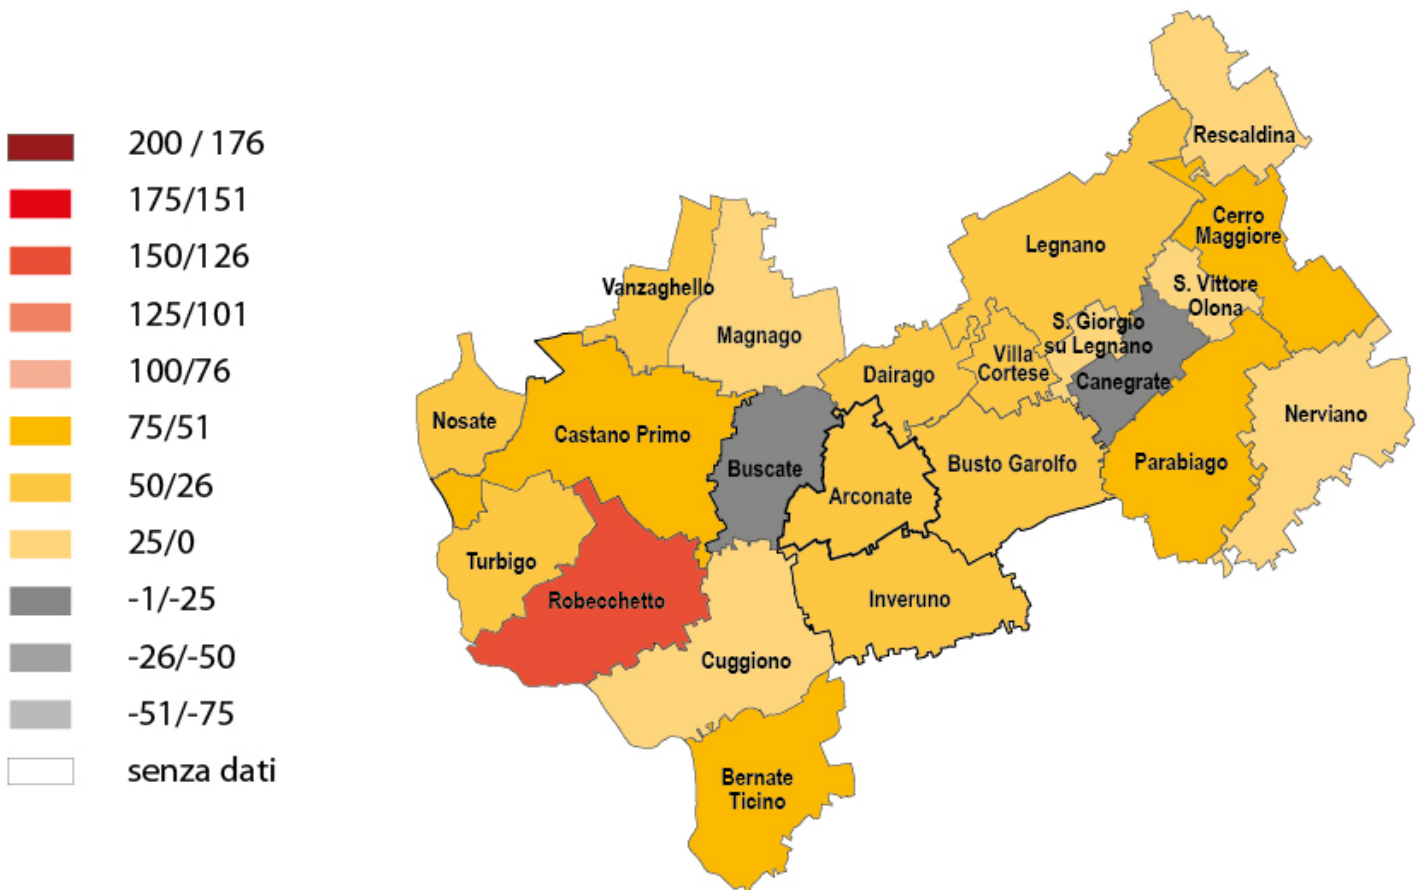 200 / 176
175/151
150/126
125/101
100/76
75/51
50/26
25/0
-1/-25
-26/-50
-51/-75
senza dati
Rescaldina
Cerro
Maggiore
Legnano
S. Vittore
Olona
Vanzaghello
Magnago
S. Giorgio
su Legnano
Villa
Cortese
Dairago
Canegrate
Nosate
Castano Primo
Nerviano
Buscate
Busto Garolfo
Parabiago
Arconate
Turbigo
Robecchetto
Inveruno
Cuggiono
Bernate
Ticino